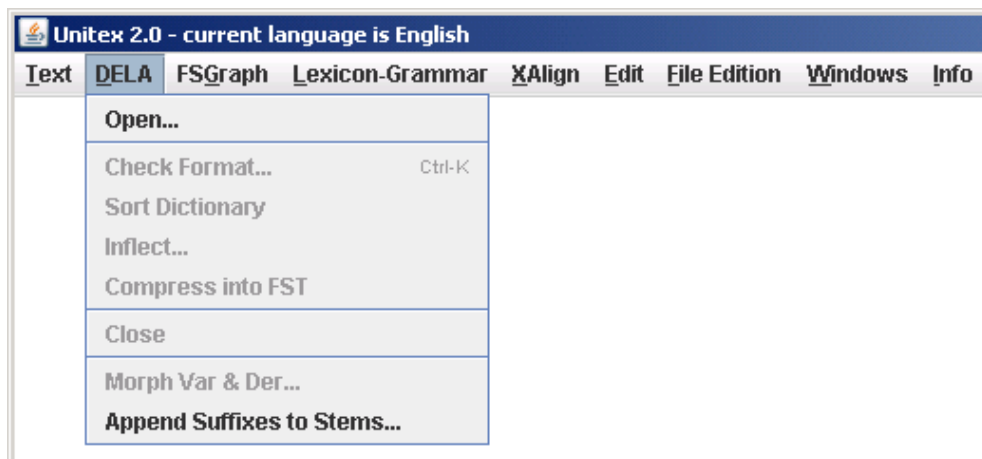 Unitex 2.0 - current language is English
Text DELA FSGraph Lexicon-Grammar XAlign Edit File Edition Windows Info
Open...
Check Format... Ctrl-K
Sort Dictionary
Inflect...
Compress into FST
Close
Morph Var & Der...
Append Suffixes to Stems...